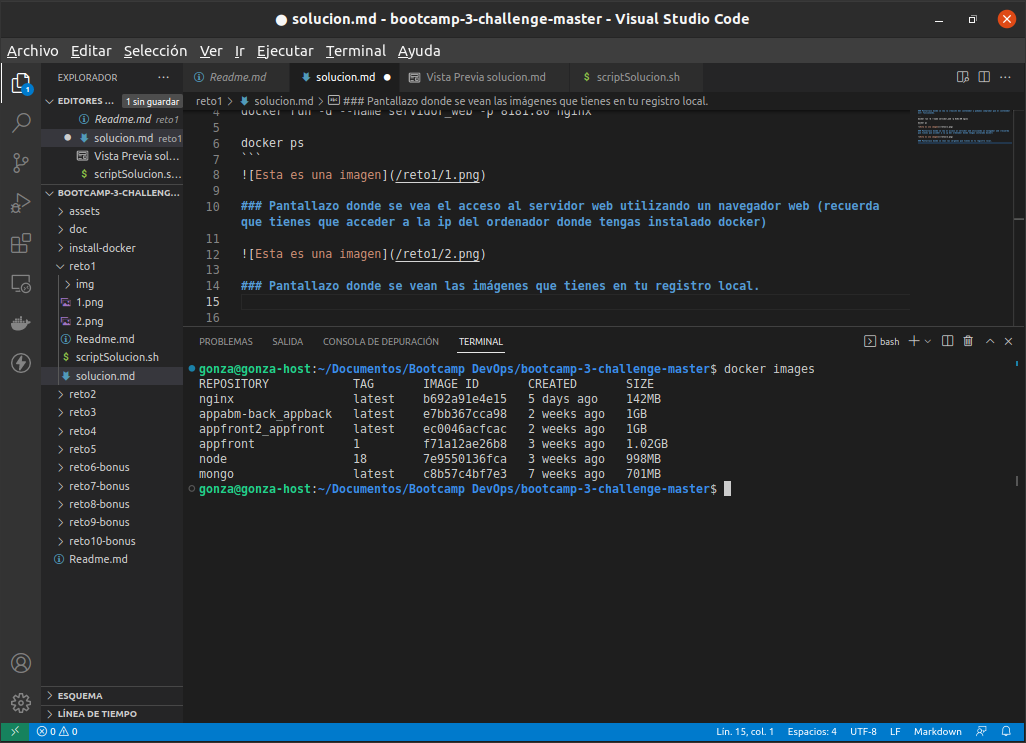 ● solucion.md - bootcamp-3-challenge-master - Visual Studio Code
Archivo Editar Selección Ver Ir Ejecutar Terminal Ayuda
EXPLORADOR ...
Readme.md
solucion.md ●
Vista Previa solucion.md
$ scriptSolucion.sh
EDITORES ... 1 sin guardar
Readme.md reto1
● solucion.md reto1
Vista Previa sol...
$ scriptSolucion.s...
BOOTCAMP-3-CHALLENG...
> assets
> doc
> install-docker
reto1
> img
1.png
2.png
Readme.md
$ scriptSolucion.sh
solucion.md
> reto2
> reto3
> reto4
> reto5
> reto6-bonus
> reto7-bonus
> reto8-bonus
> reto9-bonus
> reto10-bonus
Readme.md
> ESQUEMA
> LÍNEA DE TIEMPO
1
reto1 > solucion.md > ### Pantallazo donde se vean las imágenes que tienes en tu registro local.
4 docker run -d --name servidor_web -p 8181:80 nginx
5
6 docker ps
7 ```
8 ![Esta es una imagen](/reto1/1.png)
9
10 ### Pantallazo donde se vea el acceso al servidor web utilizando un navegador web (recuerda
que tienes que acceder a la ip del ordenador donde tengas instalado docker)
11
12 ![Esta es una imagen](/reto1/2.png)
13
14 ### Pantallazo donde se vean las imágenes que tienes en tu registro local.
15
16
PROBLEMAS SALIDA CONSOLA DE DEPURACIÓN TERMINAL bash
gonza@gonza-host:~/Documentos/Bootcamp DevOps/bootcamp-3-challenge-master$ docker images
REPOSITORY TAG IMAGE ID CREATED SIZE
nginx latest b692a91e4e15 5 days ago 142MB
appabm-back_appback latest e7bb367cca98 2 weeks ago 1GB
appfront2_appfront latest ec0046acfcac 2 weeks ago 1GB
appfront 1 f71a12ae26b8 3 weeks ago 1.02GB
node 18 7e9550136fca 3 weeks ago 998MB
mongo latest c8b57c4bf7e3 7 weeks ago 701MB
gonza@gonza-host:~/Documentos/Bootcamp DevOps/bootcamp-3-challenge-master$
0 0 Lín. 15, col. 1 Espacios: 4 UTF-8 LF Markdown